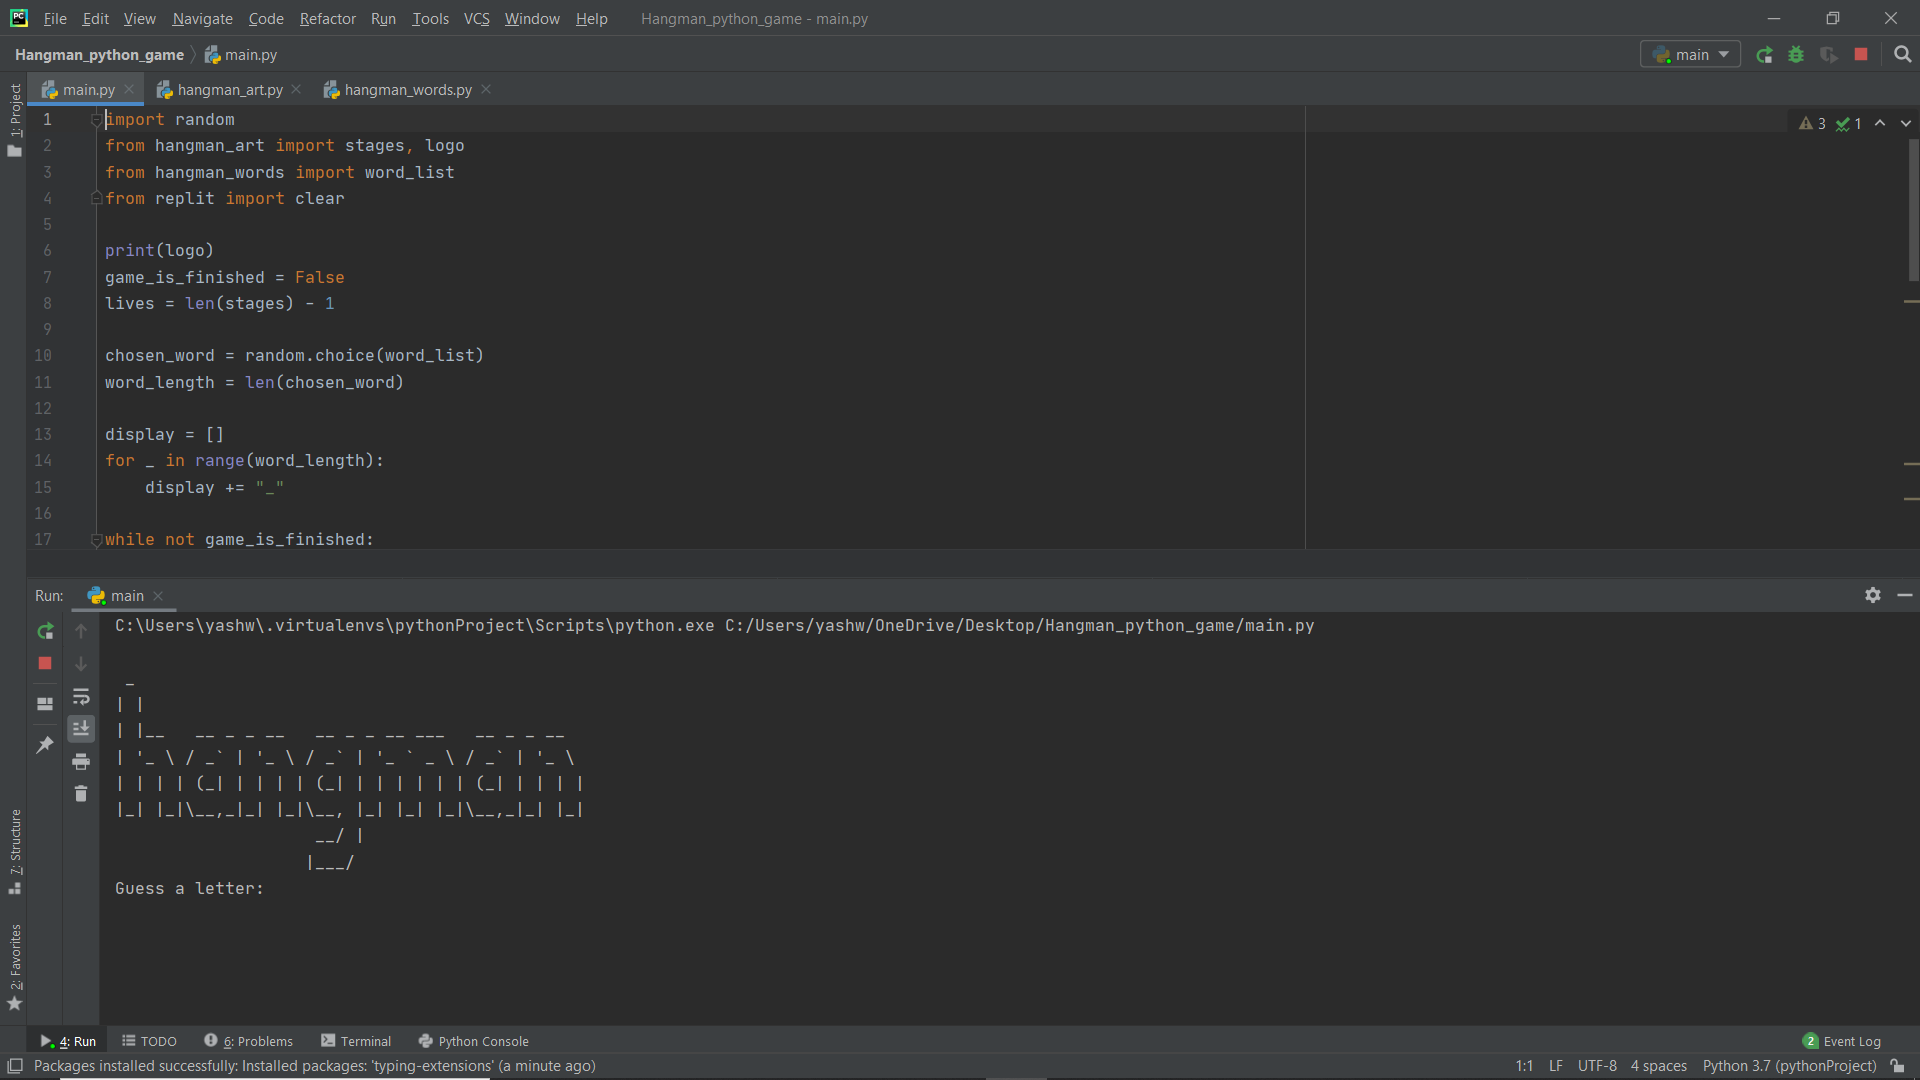 File Edit View Navigate Code Refactor Run Tools VCS Window Help Hangman_python_game - main.py
Hangman_python_game main.py main
main.py hangman_art.py hangman_words.py
1: Project
1 import random
3 1
2 from hangman_art import stages, logo
3 from hangman_words import word_list
4 from replit import clear
5
6 print(logo)
7 game_is_finished = False
8 lives = len(stages) - 1
9
10 chosen_word = random.choice(word_list)
11 word_length = len(chosen_word)
12
13 display = []
14 for _ in range(word_length):
15     display += "_"
16
17 while not game_is_finished:
Run: main
C:\Users\yashw\.virtualenvs\pythonProject\Scripts\python.exe C:/Users/yashw/OneDrive/Desktop/Hangman_python_game/main.py
 _
| |
| |__   __ _ _ __   __ _ _ __ ___   __ _ _ __
| '_ \ / _` | '_ \ / _` | '_ ` _ \ / _` | '_ \
| | | | (_| | | | | (_| | | | | | | (_| | | | |
|_| |_|\__,_|_| |_|\__, |_| |_| |_|\__,_|_| |_|
                    __/ |
                   |___/
Guess a letter:
7: Structure
2: Favorites
4: Run TODO 6: Problems Terminal Python Console 2 Event Log
Packages installed successfully: Installed packages: 'typing-extensions' (a minute ago) 1:1 LF UTF-8 4 spaces Python 3.7 (pythonProject)